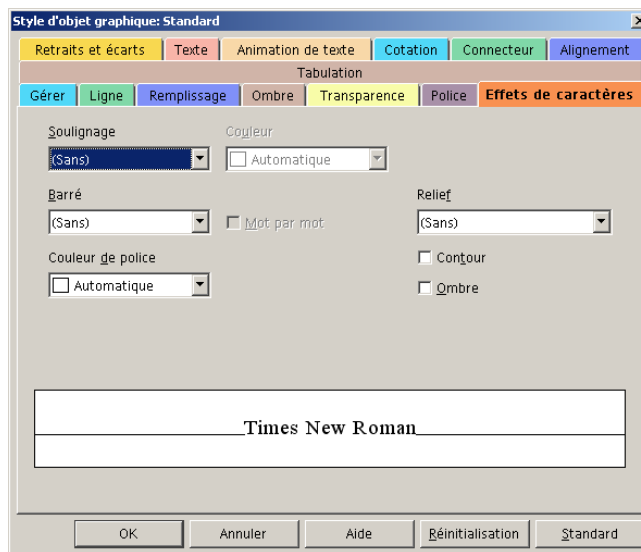 Style d'objet graphique: Standard
Retraits et écarts Texte Animation de texte Cotation Connecteur Alignement
Tabulation
Gérer Ligne Remplissage Ombre Transparence Police Effets de caractères
Soulignage Couleur
(Sans) Automatique
Barré Relief
(Sans) Mot par mot (Sans)
Couleur de police Contour
Automatique Ombre
Times New Roman
OK Annuler Aide Réinitialisation Standard